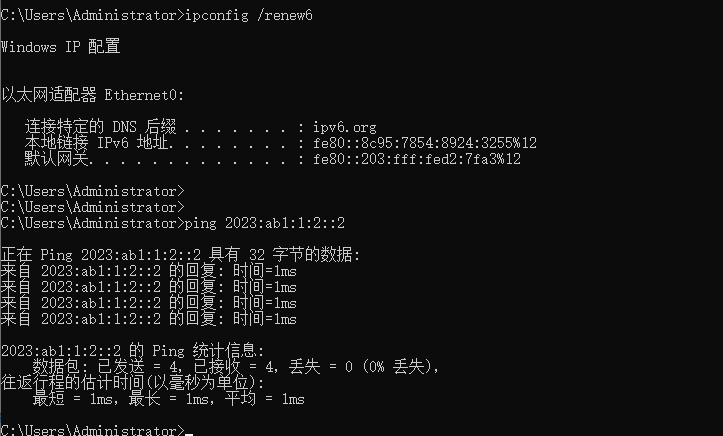 C:\Users\Administrator>ipconfig /renew6
Windows IP 配置
以太网适配器 Ethernet0:
连接特定的 DNS 后缀 . . . . . . . : ipv6.org
本地链接 IPv6 地址. . . . . . . . : fe80::8c95:7854:8924:3255%12
默认网关. . . . . . . . . . . . . : fe80::203:fff:fed2:7fa3%12
C:\Users\Administrator>
C:\Users\Administrator>
C:\Users\Administrator>ping 2023:ab1:1:2::2
正在 Ping 2023:ab1:1:2::2 具有 32 字节的数据:
来自 2023:ab1:1:2::2 的回复: 时间=1ms
来自 2023:ab1:1:2::2 的回复: 时间=1ms
来自 2023:ab1:1:2::2 的回复: 时间=1ms
来自 2023:ab1:1:2::2 的回复: 时间=1ms
2023:ab1:1:2::2 的 Ping 统计信息:
数据包: 已发送 = 4，已接收 = 4，丢失 = 0 (0% 丢失)，
往返行程的估计时间(以毫秒为单位):
最短 = 1ms，最长 = 1ms，平均 = 1ms
C:\Users\Administrator>_